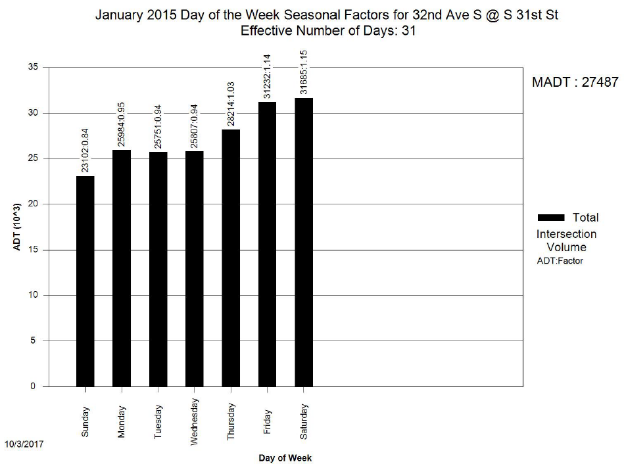 January 2015 Day of the Week Seasonal Factors for 32nd Ave S @ S 31st St
Effective Number of Days: 31
MADT : 27487
35
30
25
20
15
10
5
0
ADT (10^3)
23102:0.84
25984:0.95
25751:0.94
25807:0.94
28214:1.03
31232:1.14
31685:1.15
Total
Intersection
Volume
ADT:Factor
Sunday
Monday
Tuesday
Wednesday
Thursday
Friday
Saturday
Day of Week
10/3/2017